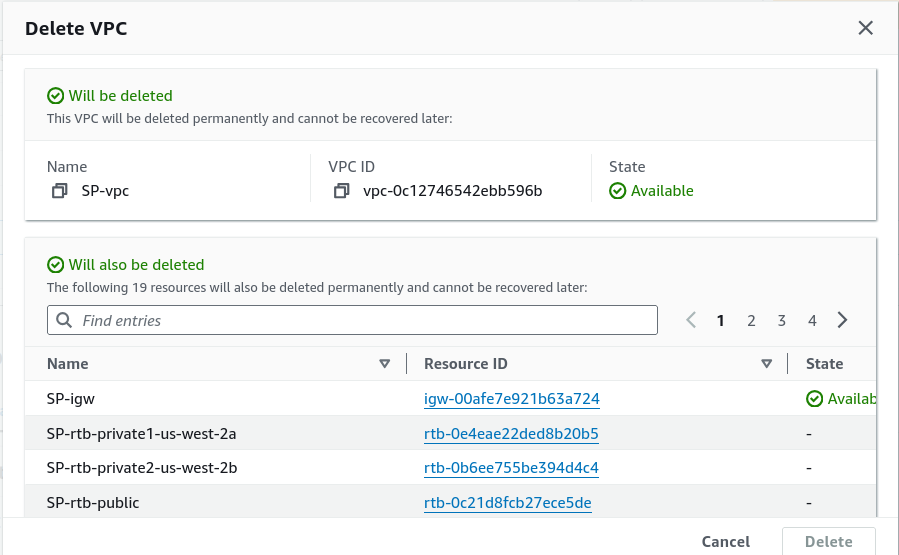 Delete VPC
Will be deleted
This VPC will be deleted permanently and cannot be recovered later:
Name VPC ID State
SP-vpc vpc-0c12746542ebb596b Available
Will also be deleted
The following 19 resources will also be deleted permanently and cannot be recovered later:
Find entries 1 2 3 4
Name Resource ID State
SP-igw igw-00afe7e921b63a724 Availab
SP-rtb-private1-us-west-2a rtb-0e4eae22ded8b20b5 -
SP-rtb-private2-us-west-2b rtb-0b6ee755be394d4c4 -
SP-rtb-public rtb-0c21d8fcb27ece5de -
Cancel Delete